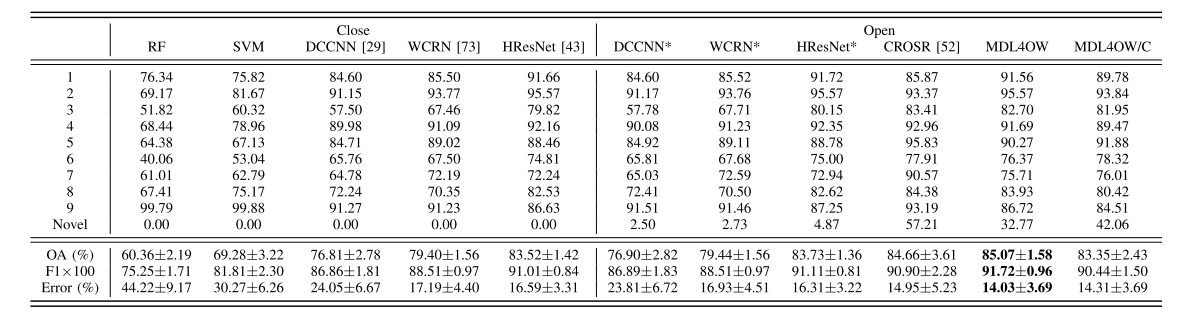 Close Open
RF SVM DCCNN [29] WCRN [73] HResNet [43] DCCNN* WCRN* HResNet* CROSR [52] MDL4OW MDL4OW/C
1 76.34 75.82 84.60 85.50 91.66 84.60 85.52 91.72 85.87 91.56 89.78
2 69.17 81.67 91.15 93.77 95.57 91.17 93.76 95.57 93.37 95.57 93.84
3 51.82 60.32 57.50 67.46 79.82 57.78 67.71 80.15 83.41 82.70 81.95
4 68.44 78.96 89.98 91.09 92.16 90.08 91.23 92.35 92.96 91.69 89.47
5 64.38 67.13 84.71 89.02 88.46 84.92 89.11 88.78 95.83 90.27 91.88
6 40.06 53.04 65.76 67.50 74.81 65.81 67.68 75.00 77.91 76.37 78.32
7 61.01 62.79 64.78 72.19 72.24 65.03 72.59 72.94 90.57 75.71 76.01
8 67.41 75.17 72.24 70.35 82.53 72.41 70.50 82.62 84.38 83.93 80.42
9 99.79 99.88 91.27 91.23 86.63 91.51 91.46 87.25 93.19 86.72 84.51
Novel 0.00 0.00 0.00 0.00 0.00 2.50 2.73 4.87 57.21 32.77 42.06
OA (%) 60.36±2.19 69.28±3.22 76.81±2.78 79.40±1.56 83.52±1.42 76.90±2.82 79.44±1.56 83.73±1.36 84.66±3.61 85.07±1.58 83.35±2.43
F1×100 75.25±1.71 81.81±2.30 86.86±1.81 88.51±0.97 91.01±0.84 86.89±1.83 88.51±0.97 91.11±0.81 90.90±2.28 91.72±0.96 90.44±1.50
Error (%) 44.22±9.17 30.27±6.26 24.05±6.67 17.19±4.40 16.59±3.31 23.81±6.72 16.93±4.51 16.31±3.22 14.95±5.23 14.03±3.69 14.31±3.69